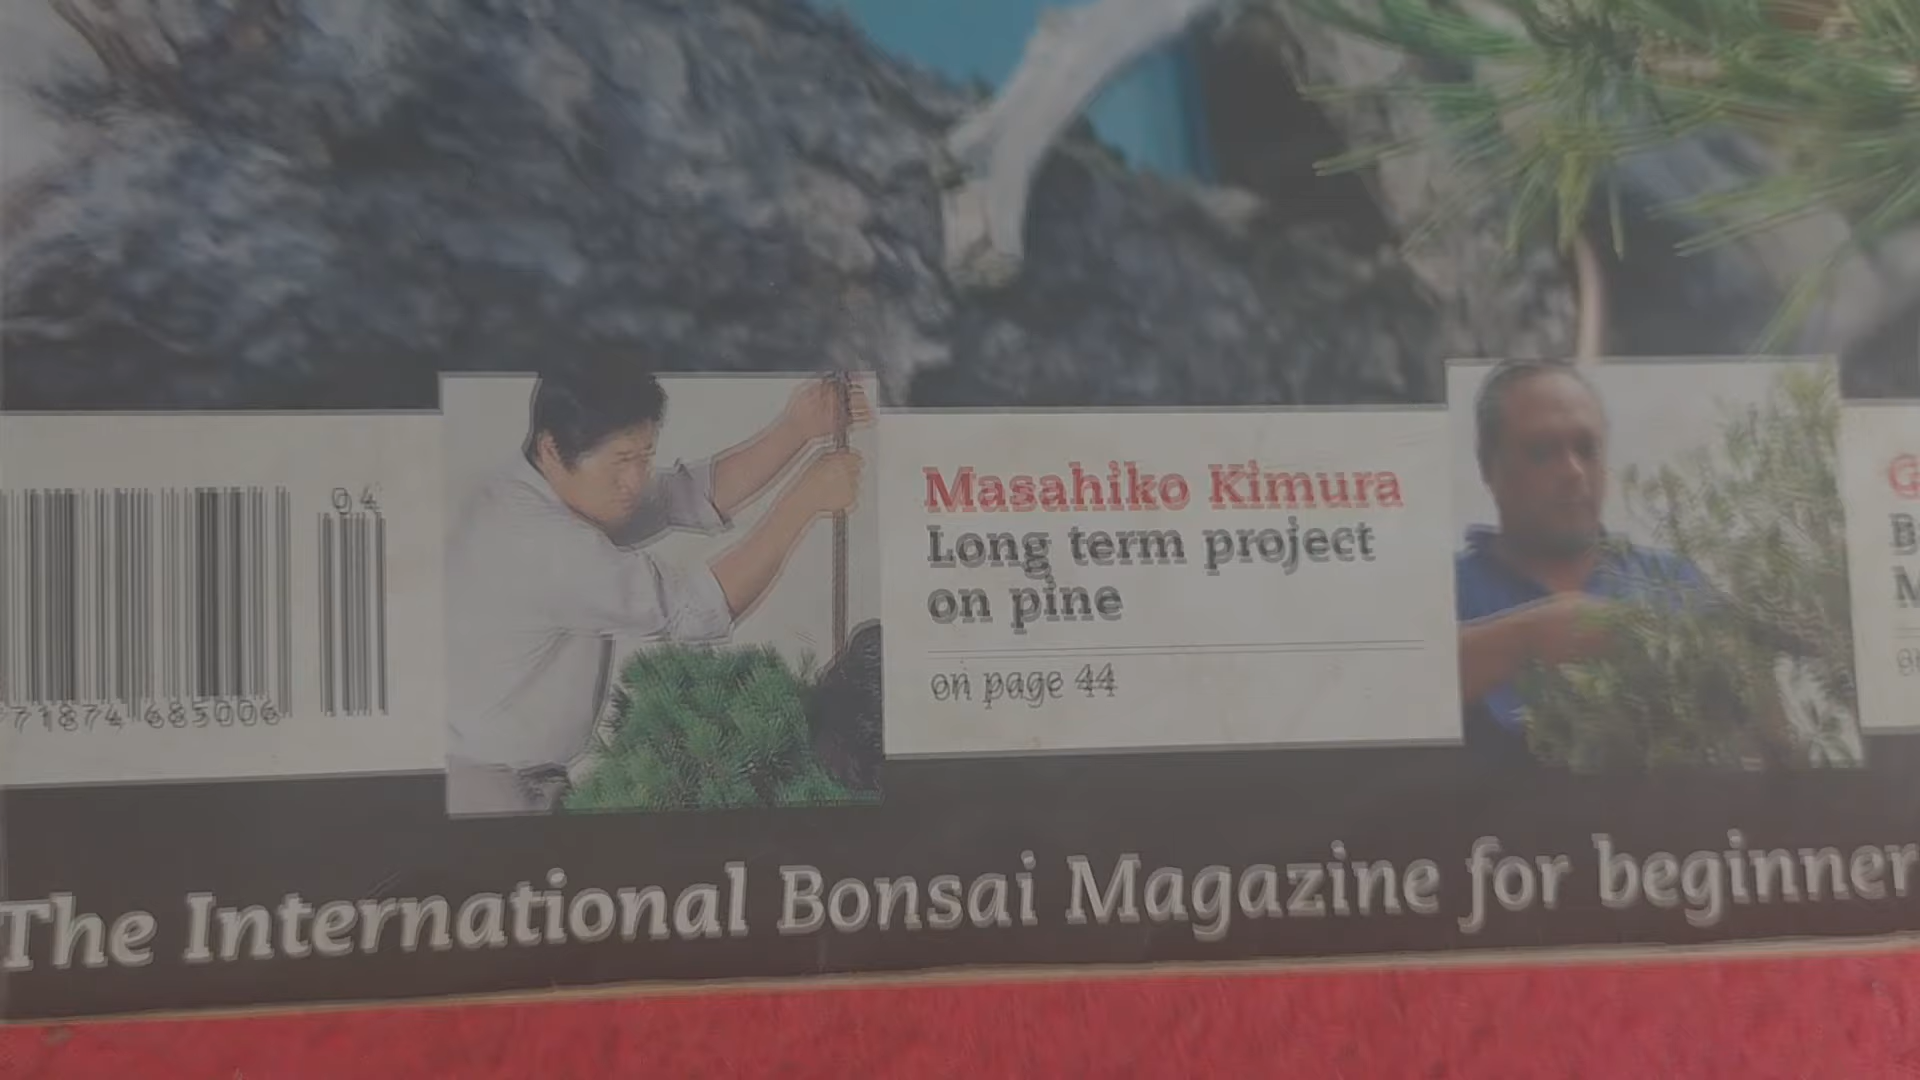 04
71874 685006
Masahiko Kimura
Long term project
on pine
on page 44
The International Bonsai Magazine for beginner